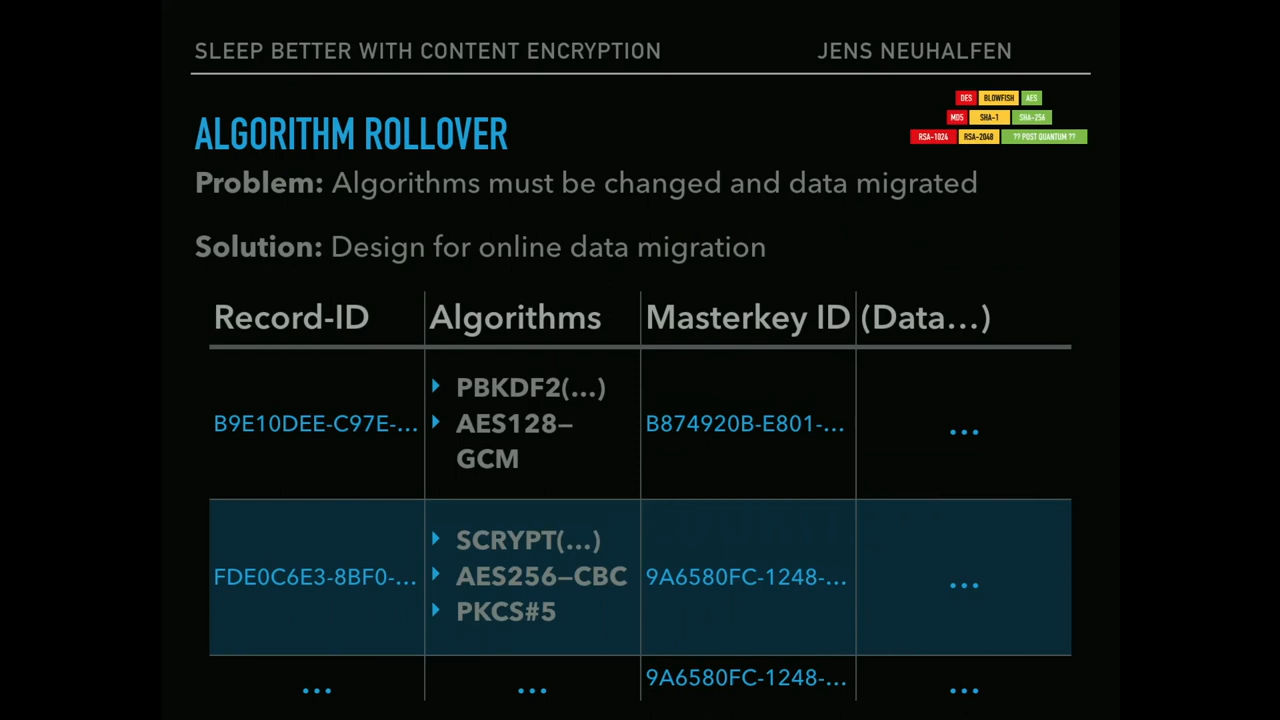 SLEEP BETTER WITH CONTENT ENCRYPTION JENS NEUHALFEN
DES BLOWFISH AES
MD5 SHA-1 SHA-256
RSA-1024 RSA-2048 ?? POST QUANTUM ??
ALGORITHM ROLLOVER
Problem: Algorithms must be changed and data migrated
Solution: Design for online data migration
Record-ID Algorithms Masterkey ID (Data…)
B9E10DEE-C97E-… PBKDF2(…) B874920B-E801-… …
AES128–
GCM
FDE0C6E3-8BF0-… SCRYPT(…) 9A6580FC-1248-… …
AES256–CBC
PKCS#5
… … 9A6580FC-1248-… …